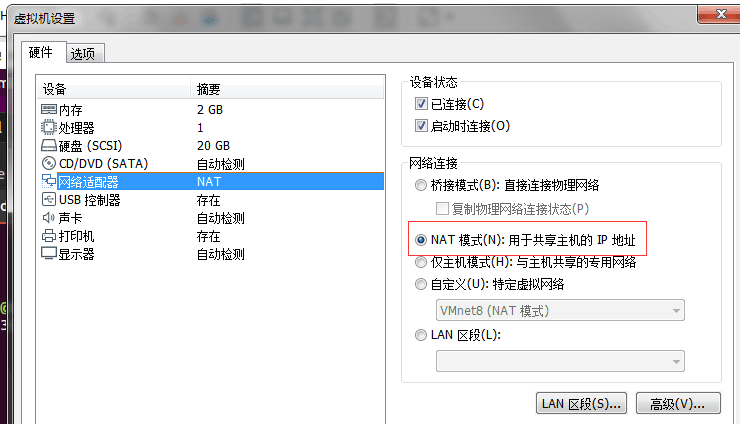 虚拟机设置
硬件 选项
设备 摘要
内存 2 GB
处理器 1
硬盘 (SCSI) 20 GB
CD/DVD (SATA) 自动检测
网络适配器 NAT
USB 控制器 存在
声卡 自动检测
打印机 存在
显示器 自动检测
设备状态
已连接(C)
启动时连接(O)
网络连接
桥接模式(B): 直接连接物理网络
复制物理网络连接状态(P)
NAT 模式(N): 用于共享主机的 IP 地址
仅主机模式(H): 与主机共享的专用网络
自定义(U): 特定虚拟网络
VMnet8 (NAT 模式)
LAN 区段(L):
LAN 区段(S)... 高级(V)...